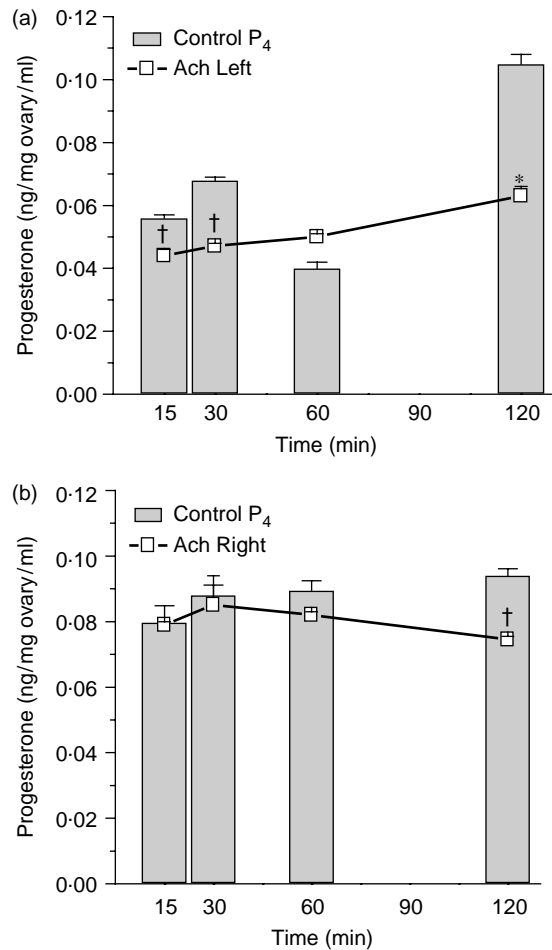 (a)
0·12
0·10
0·08
0·06
0·04
0·02
0·00
Progesterone (ng/mg ovary/ml)
Control P₄
Ach Left
† † *
15 30 60 90 120
Time (min)
(b)
0·12
0·10
0·08
0·06
0·04
0·02
0·00
Progesterone (ng/mg ovary/ml)
Control P₄
Ach Right
†
15 30 60 90 120
Time (min)